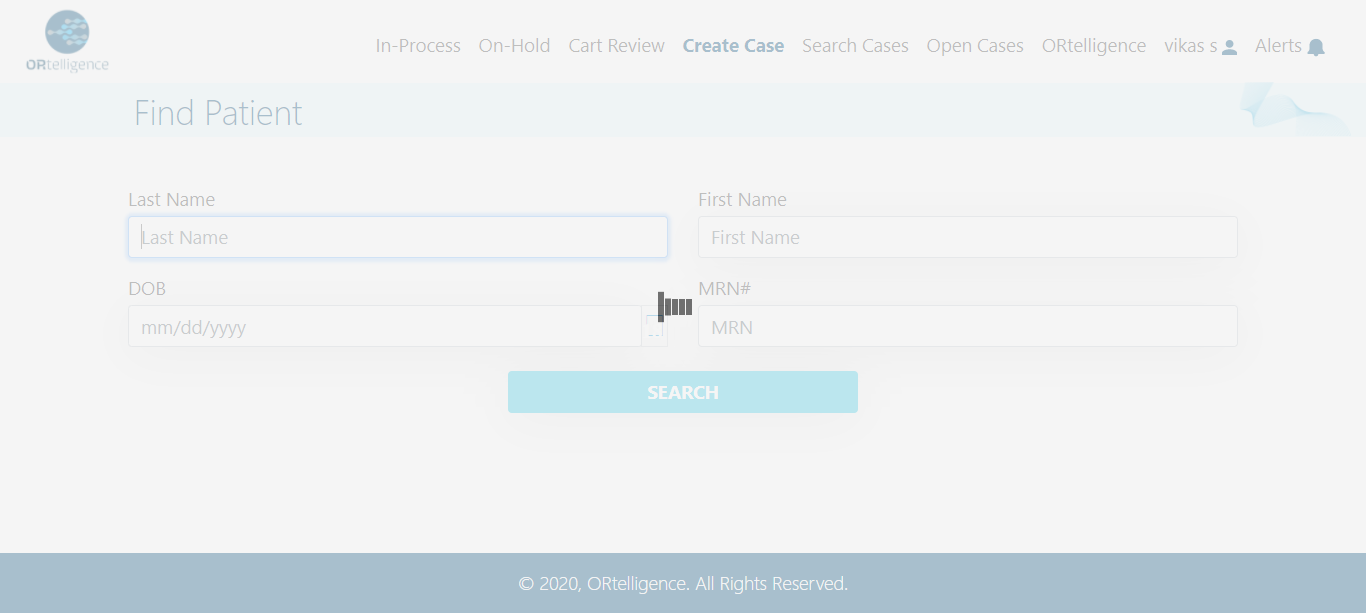 ORtelligence
In-Process On-Hold Cart Review Create Case Search Cases Open Cases ORtelligence vikas s Alerts
Find Patient
Last Name First Name
Last Name First Name
DOB MRN#
mm/dd/yyyy MRN
SEARCH
© 2020, ORtelligence. All Rights Reserved.